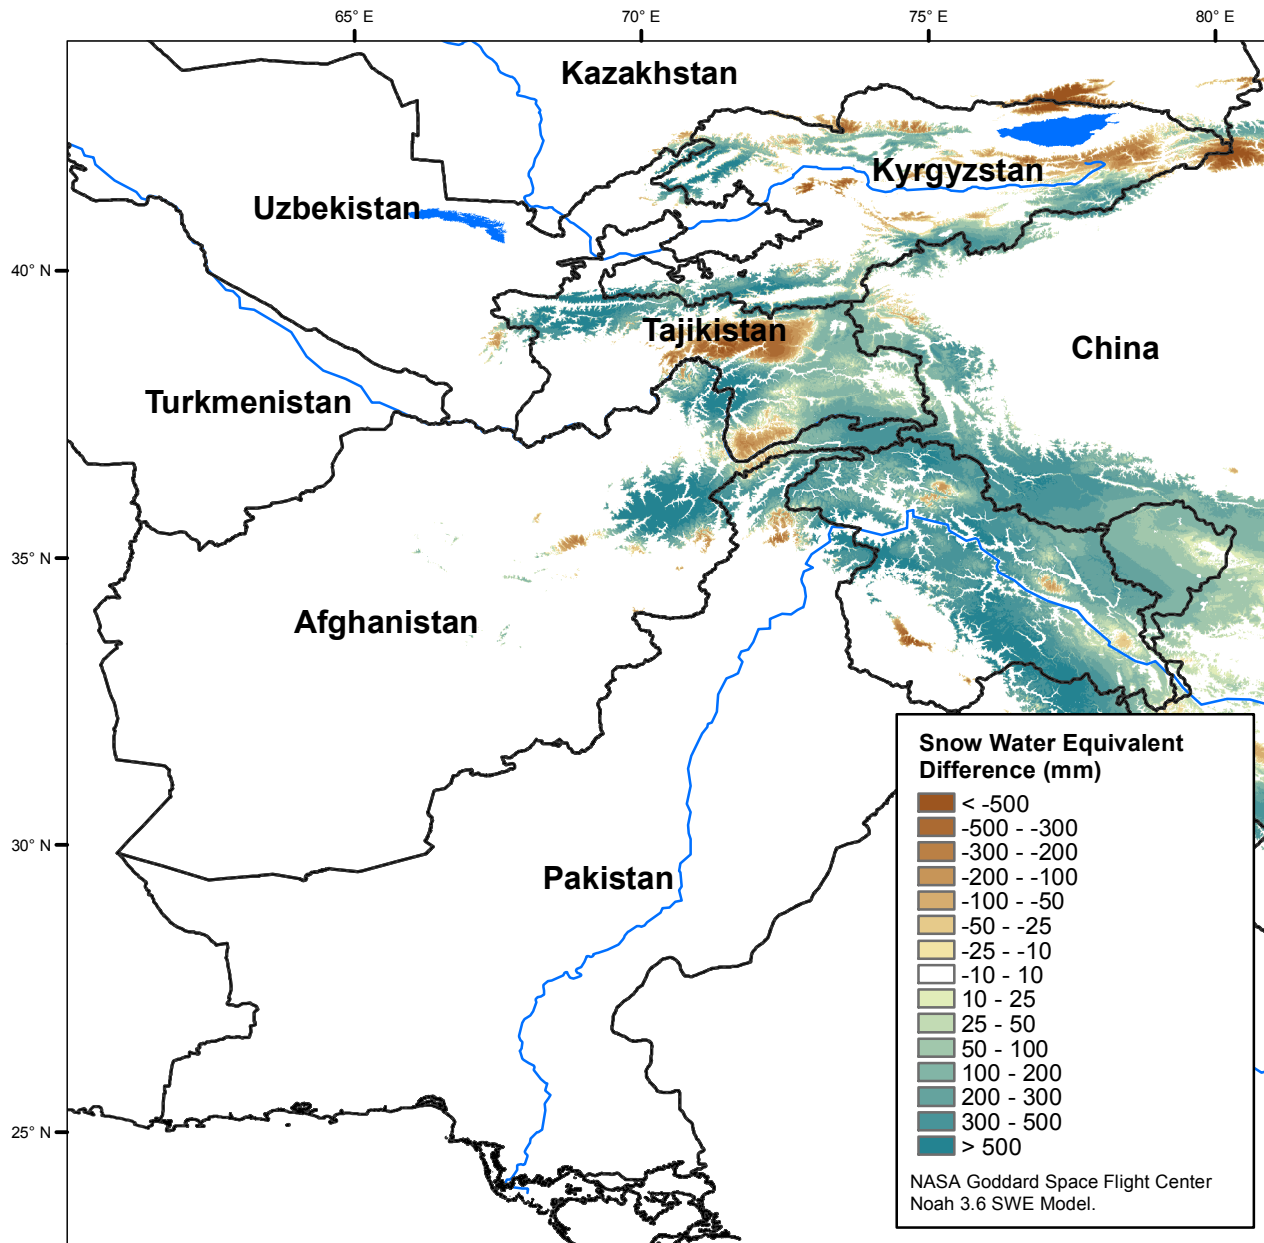 65° E
70° E
75° E
80° E
Kazakhstan
Kyrgyzstan
Uzbekistan
40° N
Tajikistan
China
Turkmenistan
35° N
Afghanistan
Snow Water Equivalent
Difference (mm)
< -500
-500 - -300
-300 - -200
-200 - -100
-100 - -50
-50 - -25
-25 - -10
-10 - 10
10 - 25
25 - 50
50 - 100
100 - 200
200 - 300
300 - 500
> 500
NASA Goddard Space Flight Center
Noah 3.6 SWE Model.
30° N
Pakistan
25° N